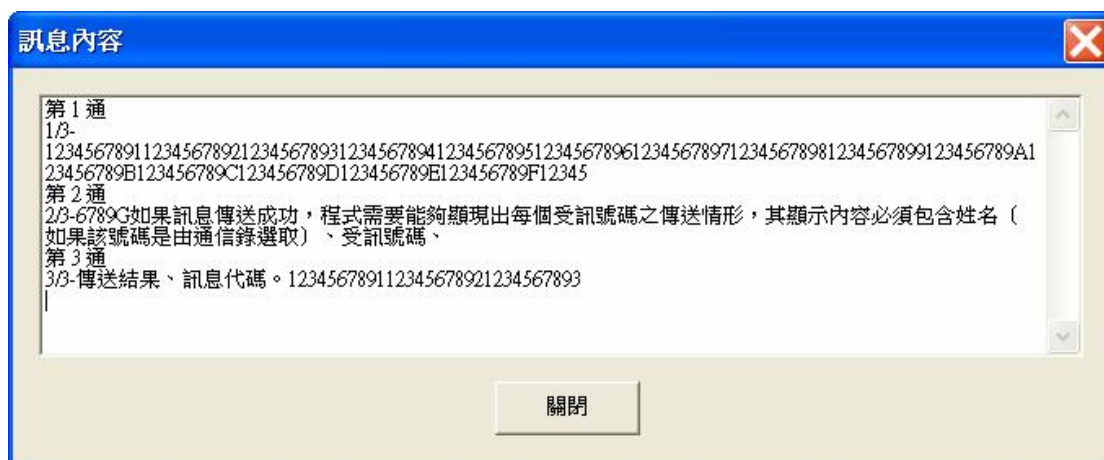 訊息內容
第 1 通
1/3-
123456789112345678921234567893123456789412345678951234567896123456789712345678981234567899123456789A1
23456789B123456789C123456789D123456789E123456789F12345
第 2 通
2/3-6789G如果訊息傳送成功，程式需要能夠顯現出每個受訊號碼之傳送情形，其顯示內容必須包含姓名〔
如果該號碼是由通信錄選取〕、受訊號碼、
第 3 通
3/3-傳送結果、訊息代碼。123456789112345678921234567893
關閉